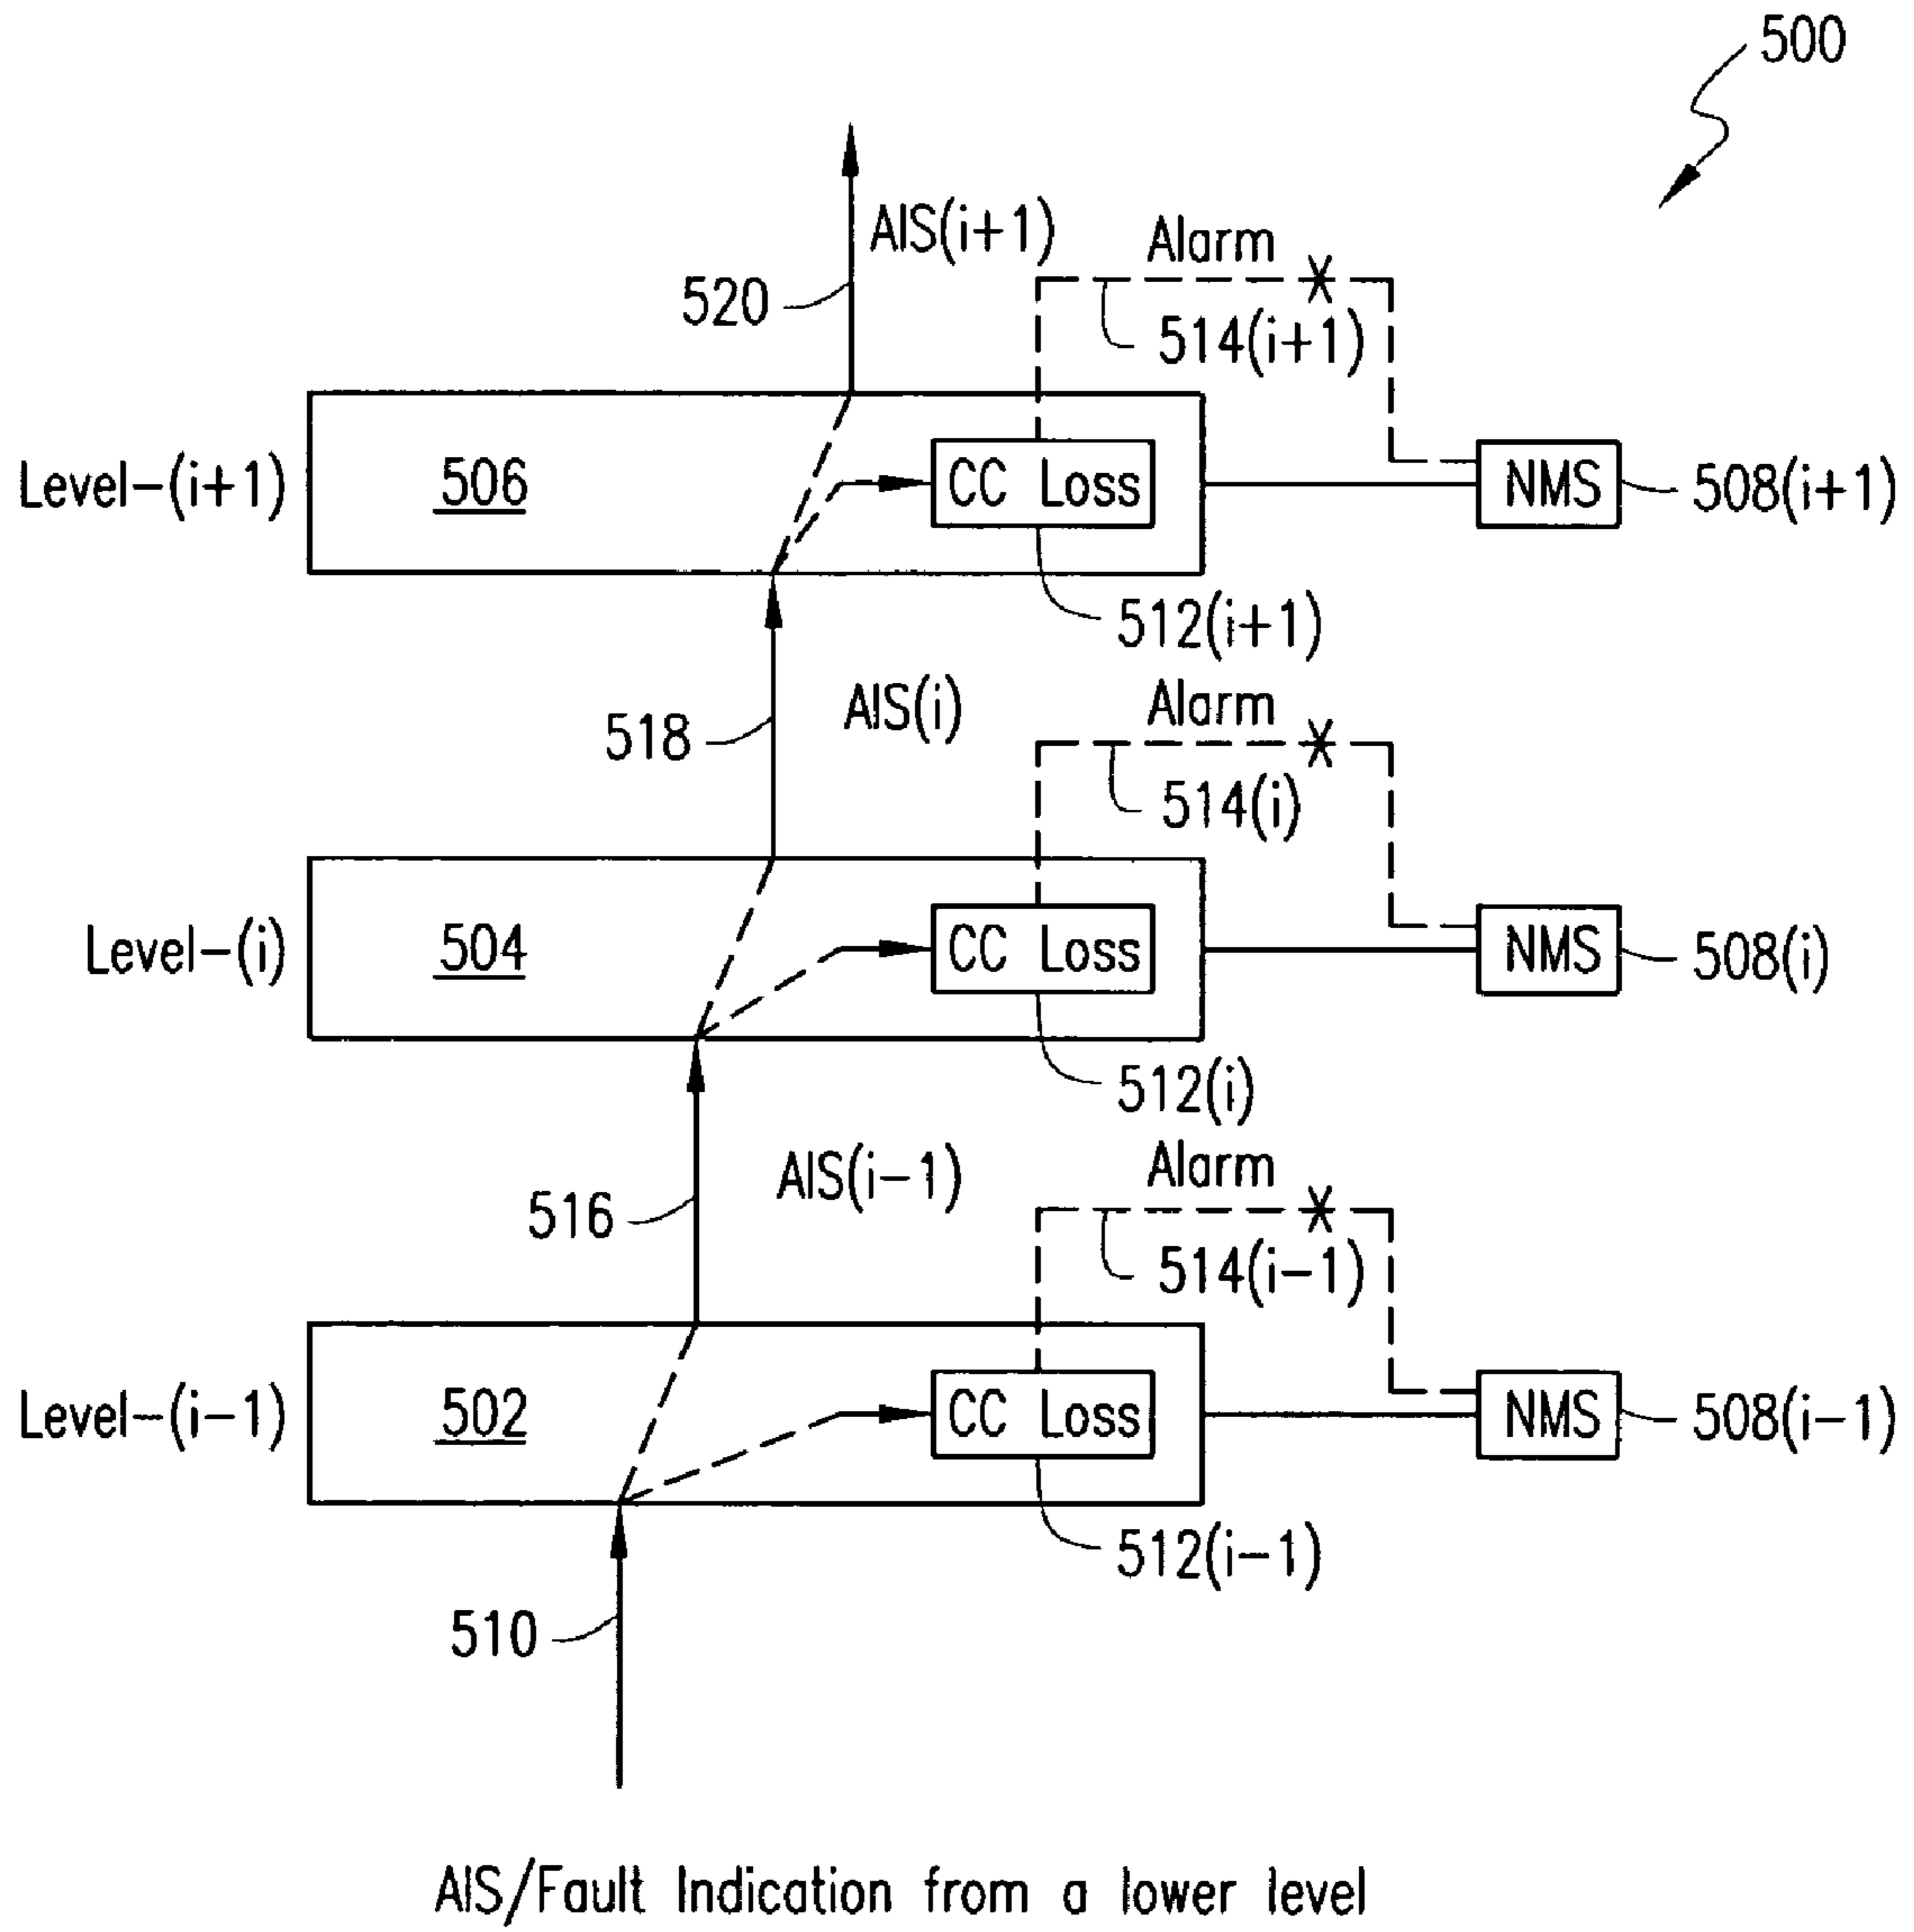 500
AIS(i+1)
Alarm
520
514(i+1)
Level-(i+1)
506
CC Loss
NMS
508(i+1)
512(i+1)
AIS(i)
Alarm
518
514(i)
Level-(i)
504
CC Loss
NMS
508(i)
512(i)
AIS(i-1)
Alarm
516
514(i-1)
Level-(i-1)
502
CC Loss
NMS
508(i-1)
512(i-1)
510
AIS/Fault Indication from a lower level